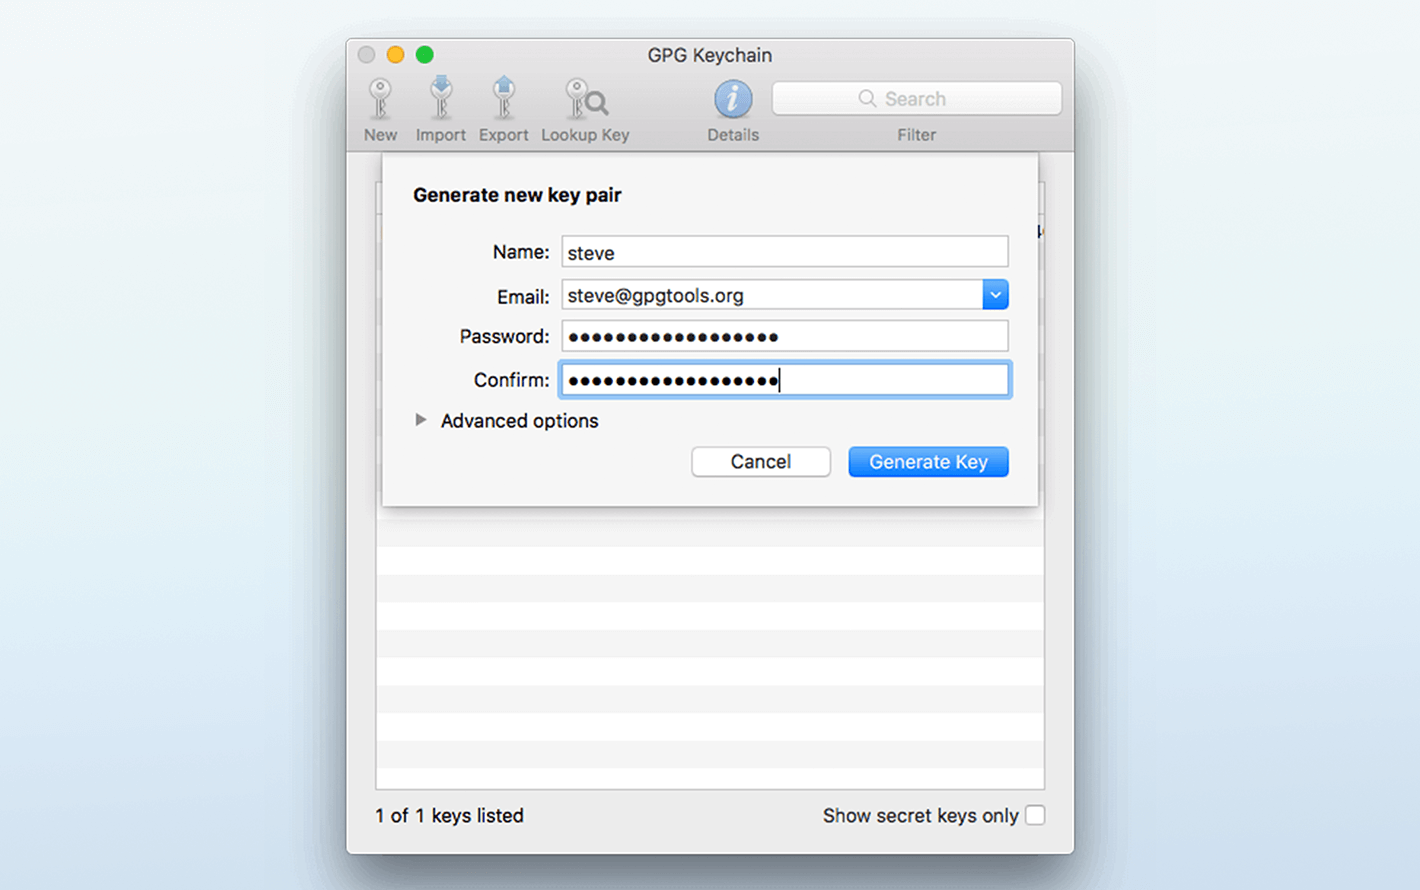 GPG Keychain
New Import Export Lookup Key Details Search Filter
Generate new key pair
Name: steve
Email: steve@gpgtools.org
Password: ●●●●●●●●●●●●●●●●●●
Confirm: ●●●●●●●●●●●●●●●●●●
Advanced options
Cancel Generate Key
1 of 1 keys listed Show secret keys only